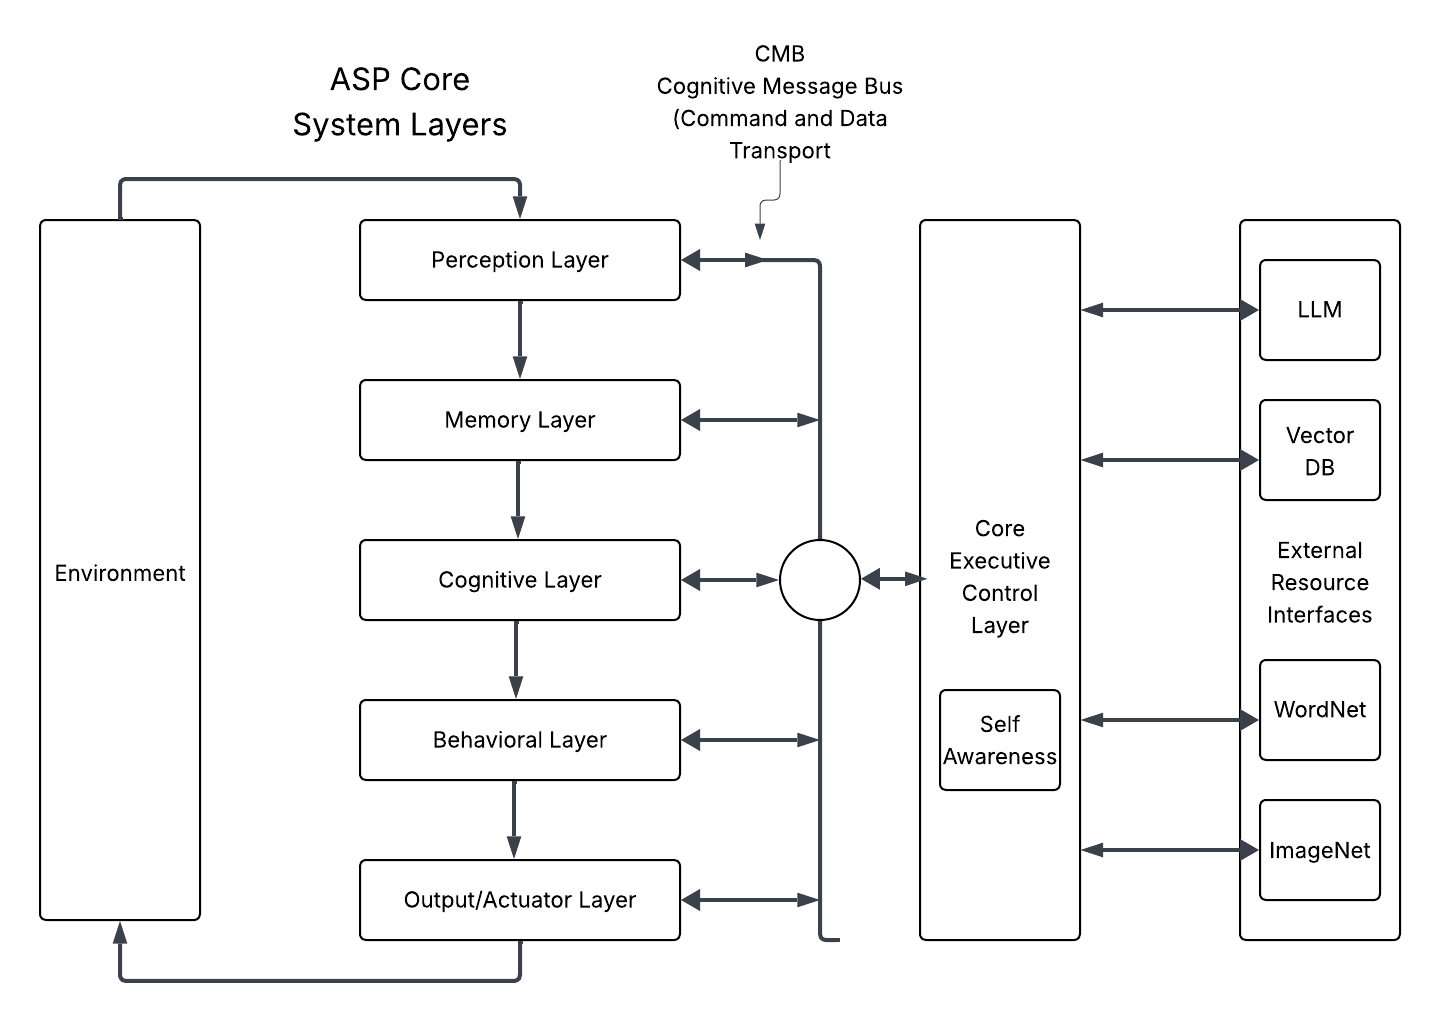 ASP Core
System Layers
CMB
Cognitive Message Bus
(Command and Data
Transport
Environment
Perception Layer
Memory Layer
Cognitive Layer
Behavioral Layer
Output/Actuator Layer
Core
Executive
Control
Layer
Self
Awareness
LLM
Vector
DB
External
Resource
Interfaces
WordNet
ImageNet